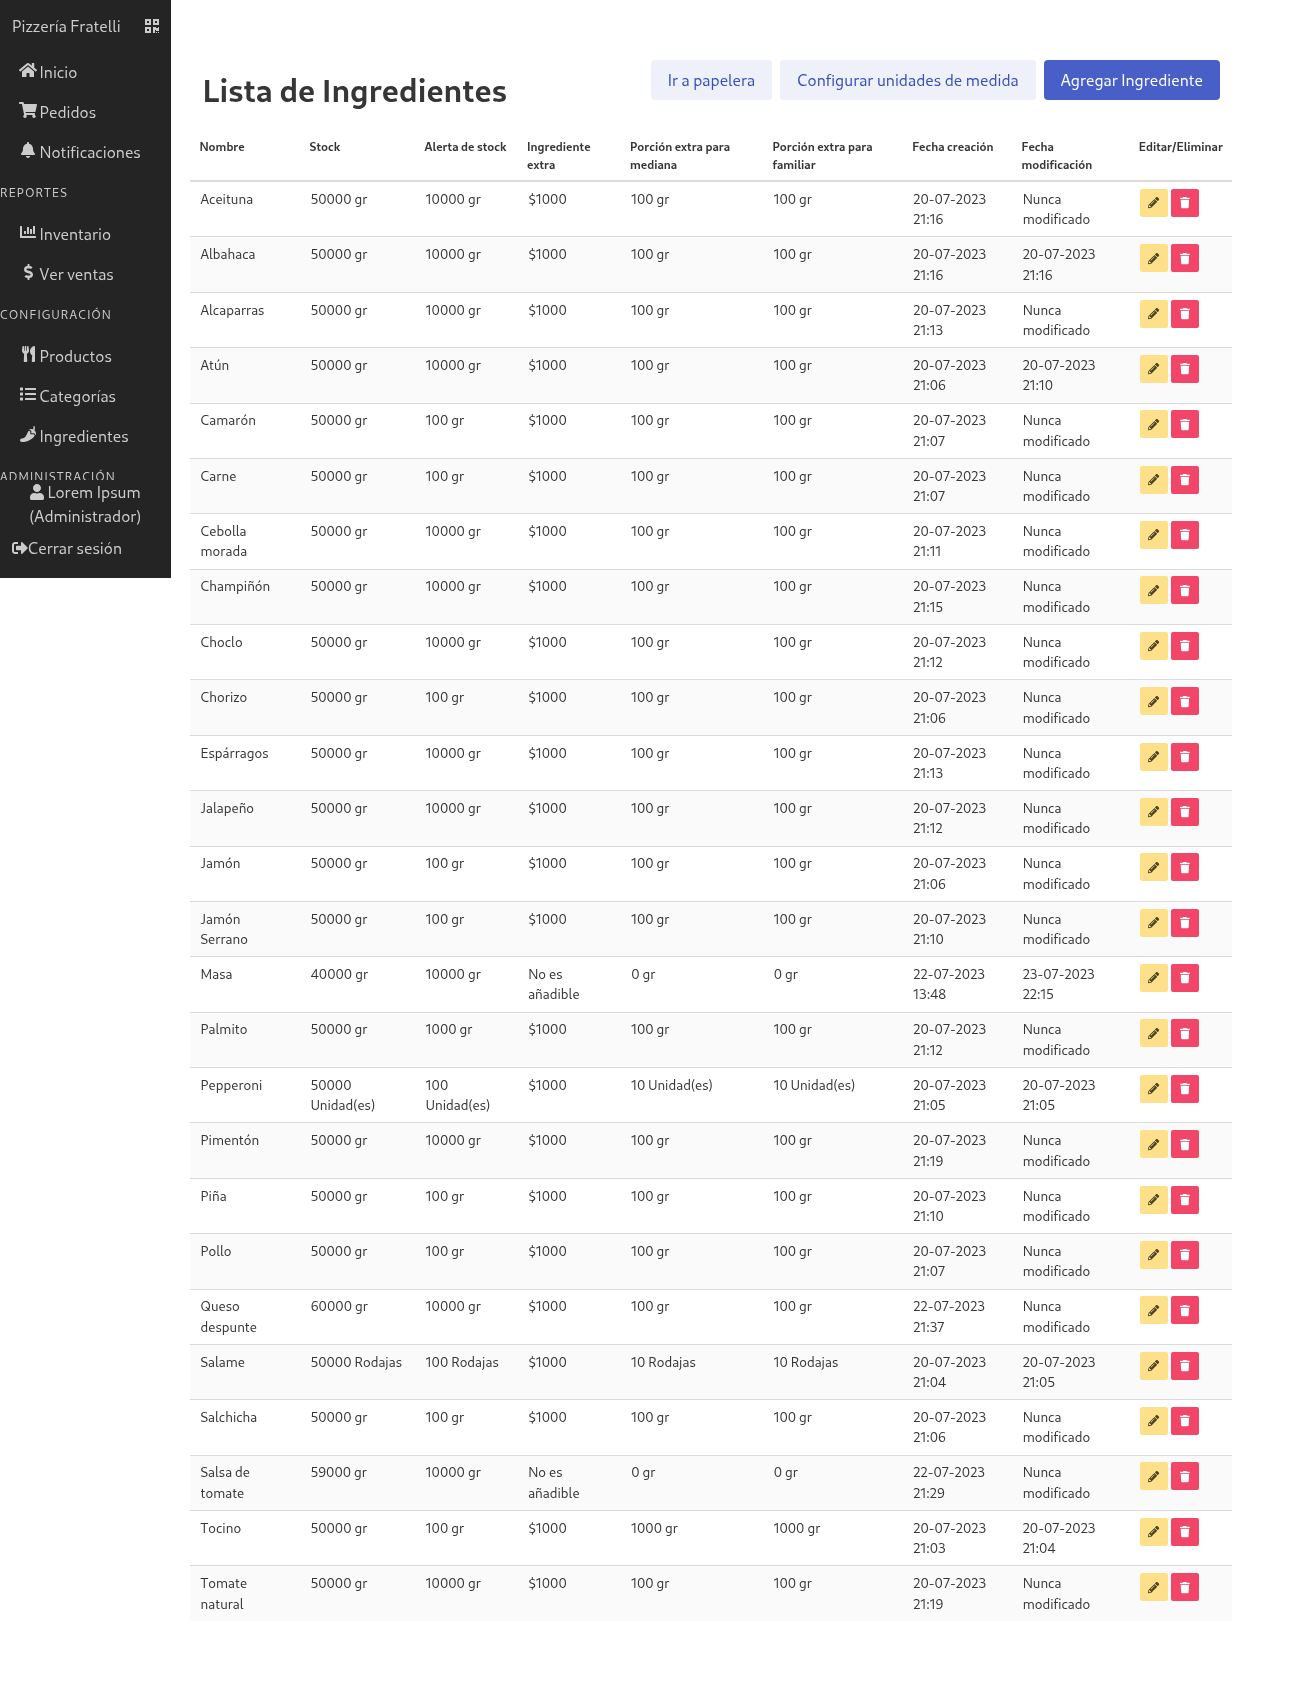 Pizzería Fratelli
Inicio
Pedidos
Notificaciones
REPORTES
Inventario
Ver ventas
CONFIGURACIÓN
Productos
Categorías
Ingredientes
ADMINISTRACIÓN
Lorem Ipsum
(Administrador)
Cerrar sesión
Lista de Ingredientes
Ir a papelera
Configurar unidades de medida
Agregar Ingrediente
Nombre Stock Alerta de stock Ingrediente Porción extra para Porción extra para Fecha creación Fecha Editar/Eliminar
extra mediana familiar modificación
Aceituna 50000 gr 10000 gr $1000 100 gr 100 gr 20-07-2023 Nunca
21:16 modificado
Albahaca 50000 gr 10000 gr $1000 100 gr 100 gr 20-07-2023 20-07-2023
21:16 21:16
Alcaparras 50000 gr 10000 gr $1000 100 gr 100 gr 20-07-2023 Nunca
21:13 modificado
Atún 50000 gr 10000 gr $1000 100 gr 100 gr 20-07-2023 20-07-2023
21:06 21:10
Camarón 50000 gr 100 gr $1000 100 gr 100 gr 20-07-2023 Nunca
21:07 modificado
Carne 50000 gr 100 gr $1000 100 gr 100 gr 20-07-2023 Nunca
21:07 modificado
Cebolla 50000 gr 10000 gr $1000 100 gr 100 gr 20-07-2023 Nunca
morada 21:11 modificado
Champiñón 50000 gr 10000 gr $1000 100 gr 100 gr 20-07-2023 Nunca
21:15 modificado
Choclo 50000 gr 10000 gr $1000 100 gr 100 gr 20-07-2023 Nunca
21:12 modificado
Chorizo 50000 gr 100 gr $1000 100 gr 100 gr 20-07-2023 Nunca
21:06 modificado
Espárragos 50000 gr 10000 gr $1000 100 gr 100 gr 20-07-2023 Nunca
21:13 modificado
Jalapeño 50000 gr 10000 gr $1000 100 gr 100 gr 20-07-2023 Nunca
21:12 modificado
Jamón 50000 gr 100 gr $1000 100 gr 100 gr 20-07-2023 Nunca
21:06 modificado
Jamón 50000 gr 100 gr $1000 100 gr 100 gr 20-07-2023 Nunca
Serrano 21:10 modificado
Masa 40000 gr 10000 gr No es 0 gr 0 gr 22-07-2023 23-07-2023
añadible 13:48 22:15
Palmito 50000 gr 1000 gr $1000 100 gr 100 gr 20-07-2023 Nunca
21:12 modificado
Pepperoni 50000 100 $1000 10 Unidad(es) 10 Unidad(es) 20-07-2023 20-07-2023
Unidad(es) Unidad(es) 21:05 21:05
Pimentón 50000 gr 10000 gr $1000 100 gr 100 gr 20-07-2023 Nunca
21:19 modificado
Piña 50000 gr 100 gr $1000 100 gr 100 gr 20-07-2023 Nunca
21:10 modificado
Pollo 50000 gr 100 gr $1000 100 gr 100 gr 20-07-2023 Nunca
21:07 modificado
Queso 60000 gr 10000 gr $1000 100 gr 100 gr 22-07-2023 Nunca
despunte 21:37 modificado
Salame 50000 Rodajas 100 Rodajas $1000 10 Rodajas 10 Rodajas 20-07-2023 20-07-2023
21:04 21:05
Salchicha 50000 gr 100 gr $1000 100 gr 100 gr 20-07-2023 Nunca
21:06 modificado
Salsa de 59000 gr 10000 gr No es 0 gr 0 gr 22-07-2023 Nunca
tomate añadible 21:29 modificado
Tocino 50000 gr 100 gr $1000 1000 gr 1000 gr 20-07-2023 20-07-2023
21:03 21:04
Tomate 50000 gr 10000 gr $1000 100 gr 100 gr 20-07-2023 Nunca
natural 21:19 modificado